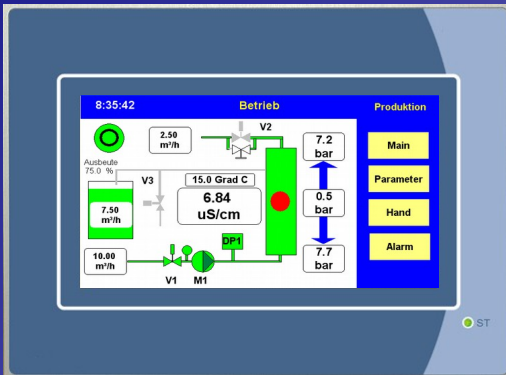 8:35:42
Betrieb
Produktion
2.50
m³/h
V2
7.2
bar
Main
Ausbeute
75.0 %
V3
15.0 Grad C
6.84
uS/cm
Parameter
7.50
m³/h
0.5
bar
Hand
DP1
10.00
m³/h
7.7
bar
Alarm
V1
M1
ST